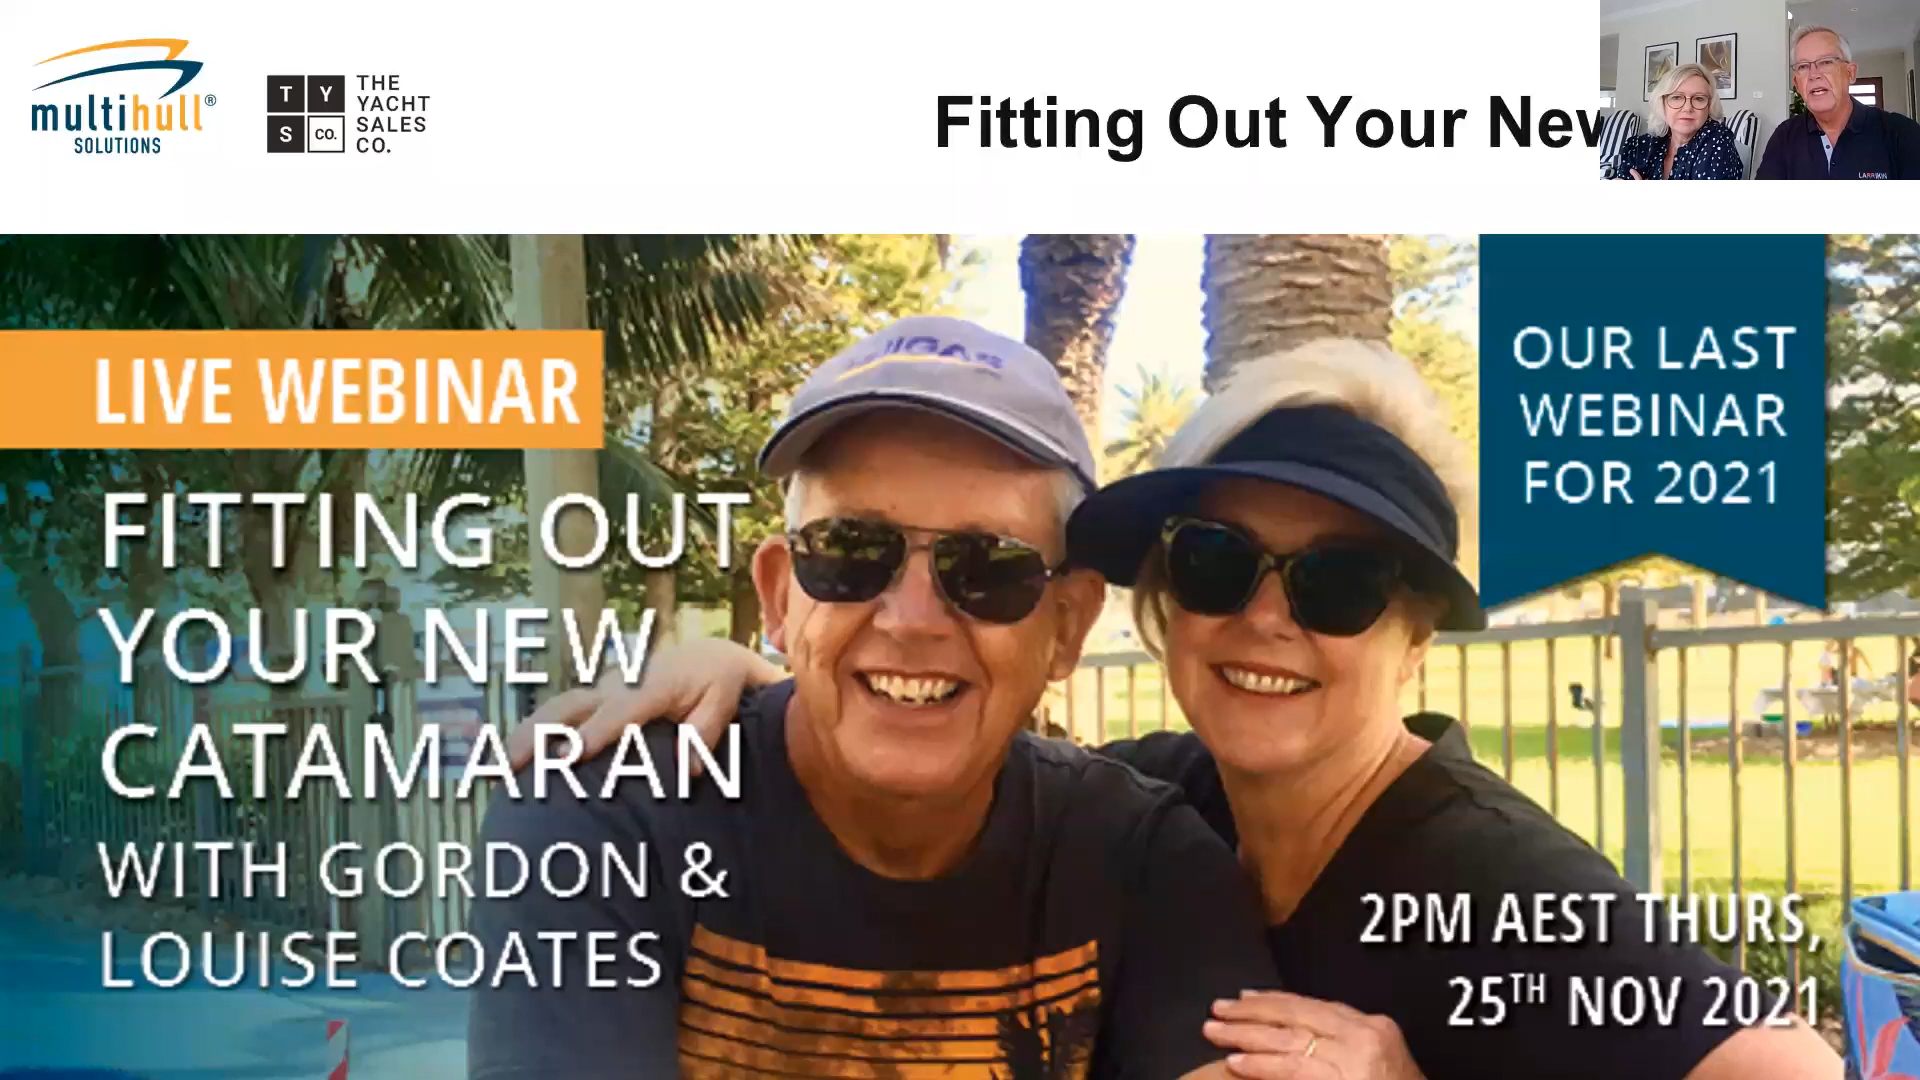 multihull®
SOLUTIONS
T Y
S CO.
THE
YACHT
SALES
CO.
Fitting Out Your New
LIVE WEBINAR
FITTING OUT
YOUR NEW
CATAMARAN
WITH GORDON &
LOUISE COATES
OUR LAST
WEBINAR
FOR 2021
2PM AEST THURS,
25TH NOV 2021